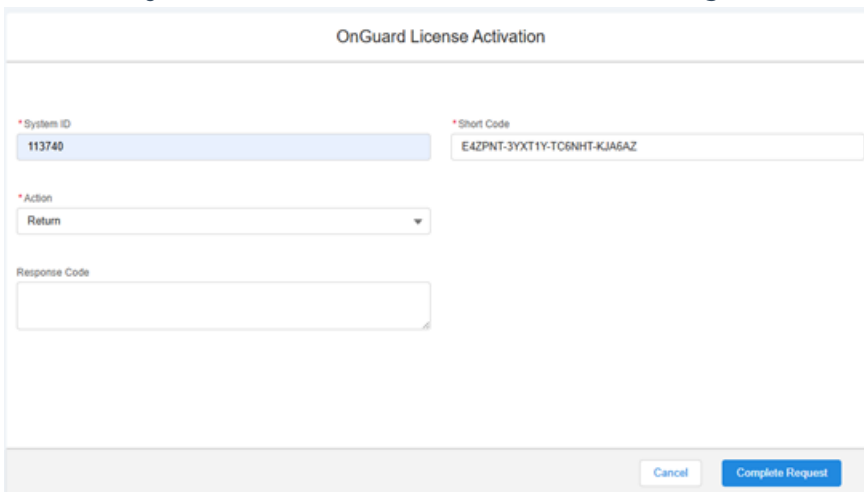 OnGuard License Activation
*System ID
113740
*Short Code
E4ZPNT-3YXT1Y-TC6NHT-KJA6AZ
*Action
Return
Response Code
Cancel
Complete Request